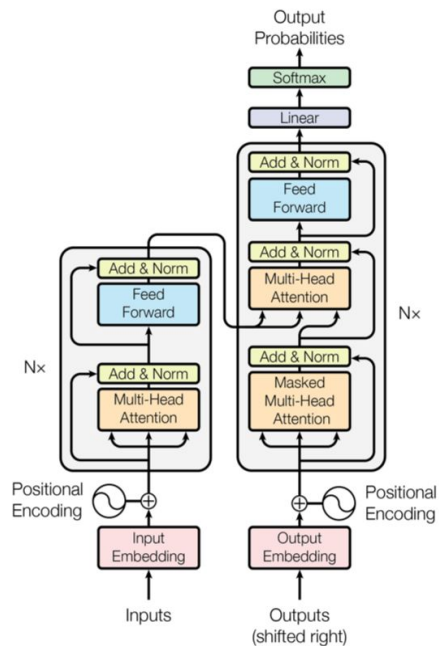 Output
Probabilities
Softmax
Linear
Add & Norm
Feed
Forward
Add & Norm
Multi-Head
Attention
Add & Norm
Masked
Multi-Head
Attention
N×
Add & Norm
Feed
Forward
N×
Add & Norm
Multi-Head
Attention
Positional
Encoding
Positional
Encoding
Input
Embedding
Output
Embedding
Inputs
Outputs
(shifted right)